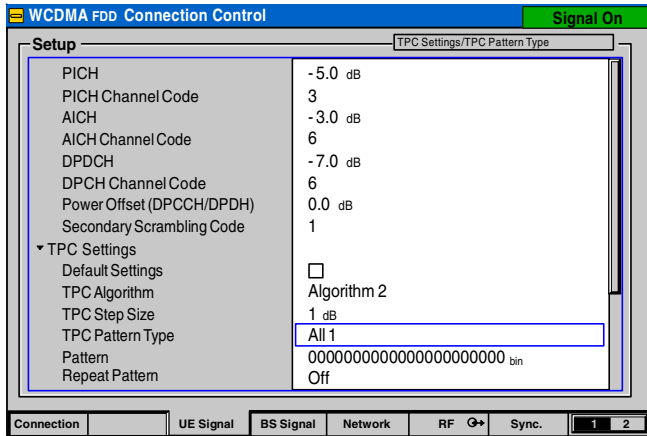 WCDMA FDD Connection Control
Signal On
Setup
TPC Settings/TPC Pattern Type
PICH -5.0 dB
PICH Channel Code 3
AICH -3.0 dB
AICH Channel Code 6
DPDCH -7.0 dB
DPCH Channel Code 6
Power Offset (DPCCH/DPDH) 0.0 dB
Secondary Scrambling Code 1
TPC Settings
Default Settings
TPC Algorithm Algorithm 2
TPC Step Size 1 dB
TPC Pattern Type All 1
Pattern 0000000000000000000000 bin
Repeat Pattern Off
Connection UE Signal BS Signal Network RF Sync. 1 2